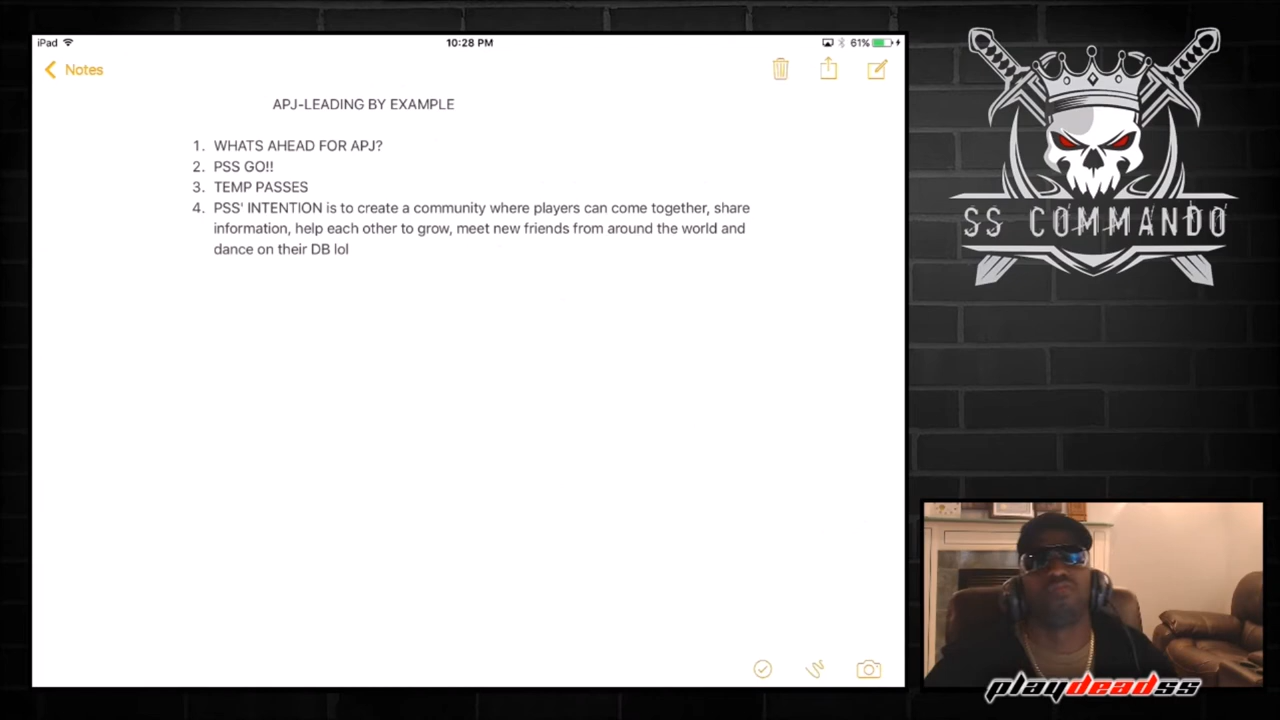 iPad 10:28 PM 61%
Notes
APJ-LEADING BY EXAMPLE
1. WHATS AHEAD FOR APJ?
2. PSS GO!!
3. TEMP PASSES
4. PSS' INTENTION is to create a community where players can come together, share
information, help each other to grow, meet new friends from around the world and
dance on their DB lol
SS COMMANDO
playdeadss